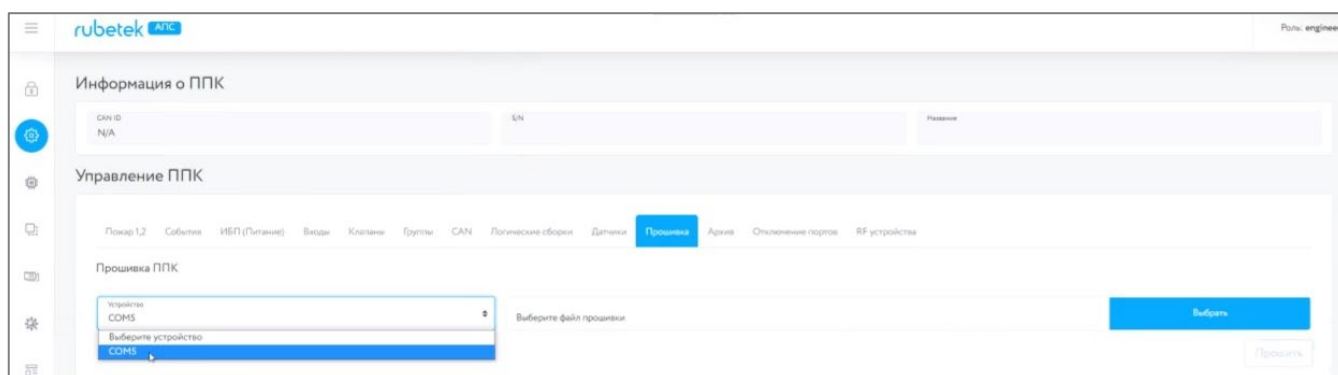 rubetek АПС
Роль: enginee
Информация о ППК
CAN ID
N/A
S/N
Название
Управление ППК
Пожар 1,2 События ИБП (Питание) Входы Клапаны Группы CAN Логические сборки Датчики Прошивка Архив Отключение портов RF устройства
Прошивка ППК
Устройство
COM5
Выберите файл прошивки
Выбрать
Выберите устройство
COM5
Прошить